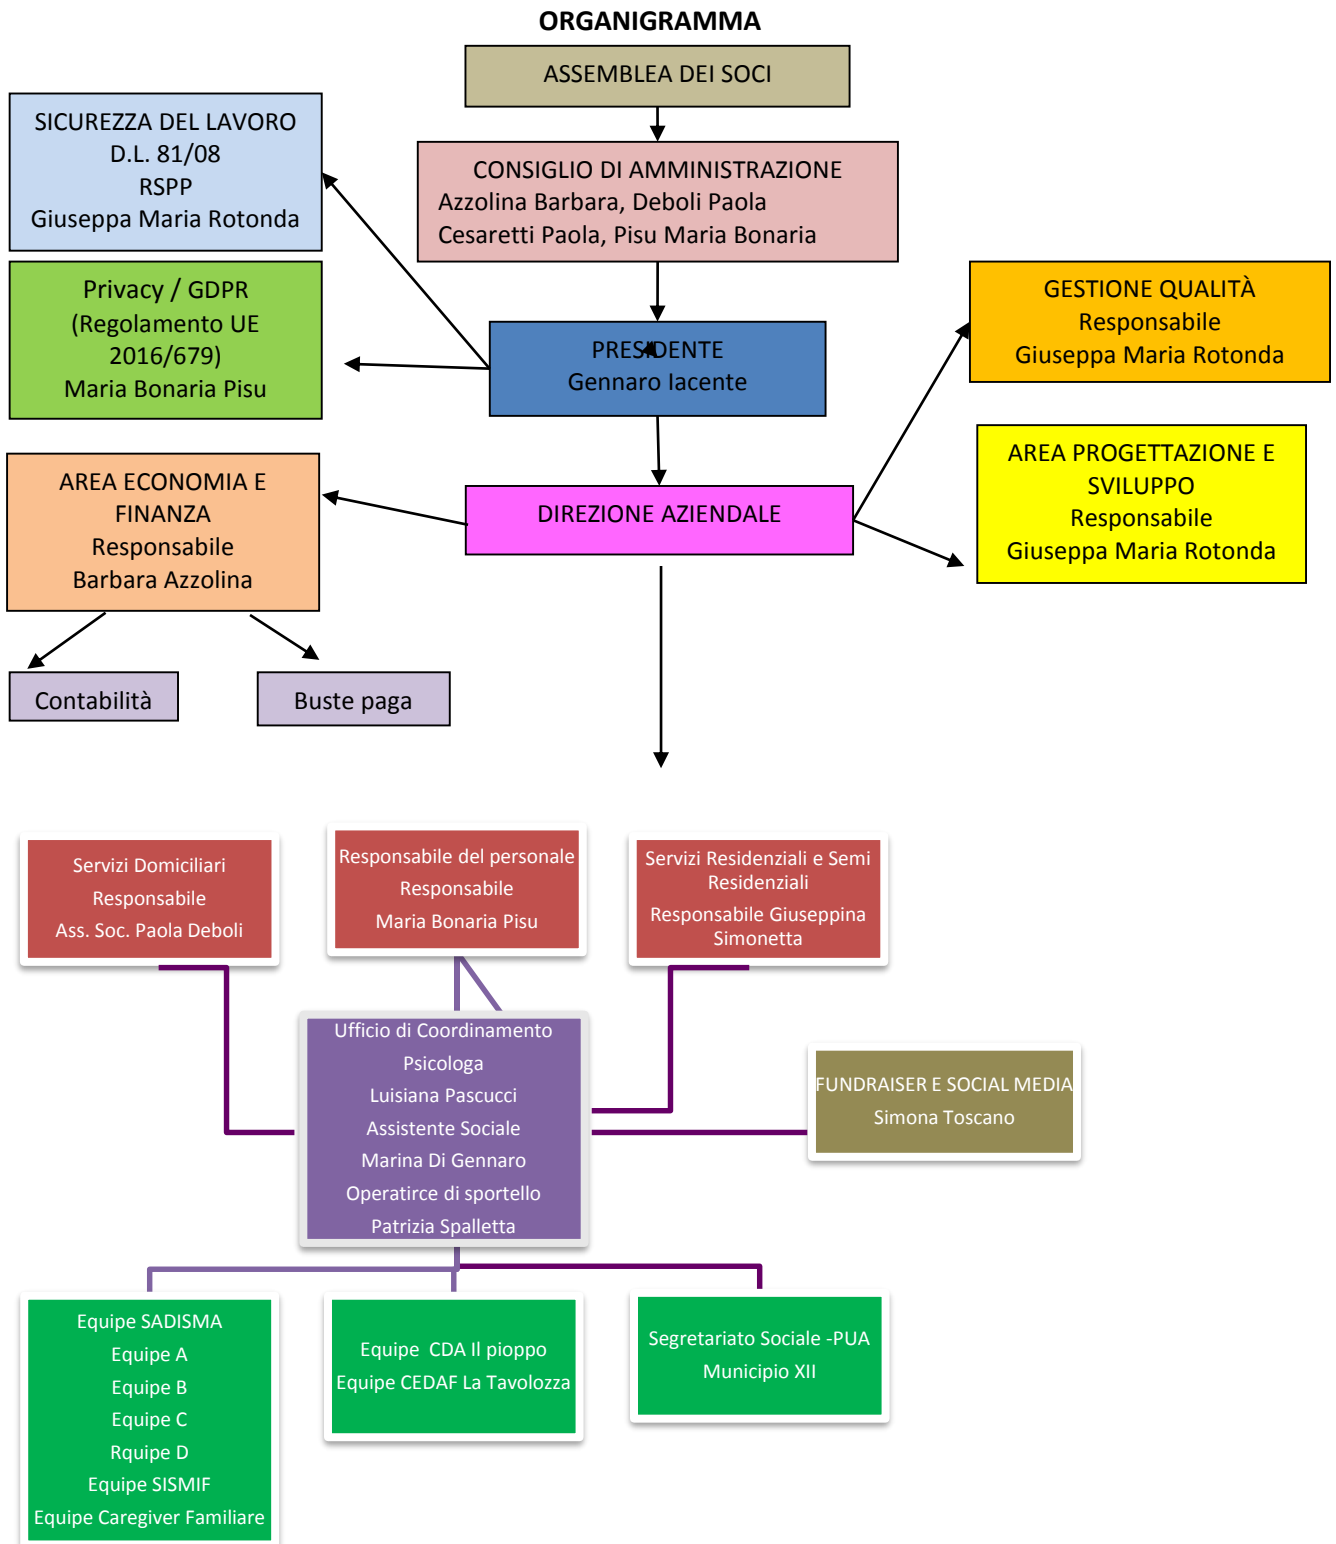 ORGANIGRAMMA
ASSEMBLEA DEI SOCI
SICUREZZA DEL LAVORO
D.L. 81/08
RSPP
Giuseppa Maria Rotonda
CONSIGLIO DI AMMINISTRAZIONE
Azzolina Barbara, Deboli Paola
Cesaretti Paola, Pisu Maria Bonaria
Privacy / GDPR
(Regolamento UE
2016/679)
Maria Bonaria Pisu
PRESIDENTE
Gennaro Iacente
GESTIONE QUALITÀ
Responsabile
Giuseppa Maria Rotonda
AREA ECONOMIA E
FINANZA
Responsabile
Barbara Azzolina
DIREZIONE AZIENDALE
AREA PROGETTAZIONE E
SVILUPPO
Responsabile
Giuseppa Maria Rotonda
Contabilità
Buste paga
Servizi Domiciliari
Responsabile
Ass. Soc. Paola Deboli
Responsabile del personale
Responsabile
Maria Bonaria Pisu
Servizi Residenziali e Semi
Residenziali
Responsabile Giuseppina
Simonetta
Ufficio di Coordinamento
Psicologa
Luisiana Pascucci
Assistente Sociale
Marina Di Gennaro
Operatirce di sportello
Patrizia Spalletta
FUNDRAISER E SOCIAL MEDIA
Simona Toscano
Equipe SADISMA
Equipe A
Equipe B
Equipe C
Rquipe D
Equipe SISMIF
Equipe Caregiver Familiare
Equipe CDA Il pioppo
Equipe CEDAF La Tavolozza
Segretariato Sociale -PUA
Municipio XII